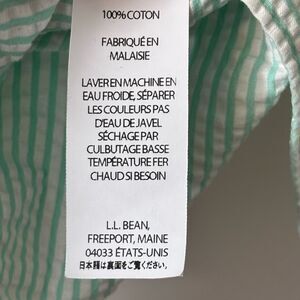 100% COTON
FABRIQUÉ EN
MALAISIE
LAVER EN MACHINE EN
EAU FROIDE, SÉPARER
LES COULEURS PAS
D'EAU DE JAVEL
SÉCHAGE PAR
CULBUTAGE BASSE
TEMPÉRATURE FER
CHAUD SI BESOIN
L.L. BEAN,
FREEPORT, MAINE
04033 ÉTATS-UNIS
日本語は裏面をご覧ください。